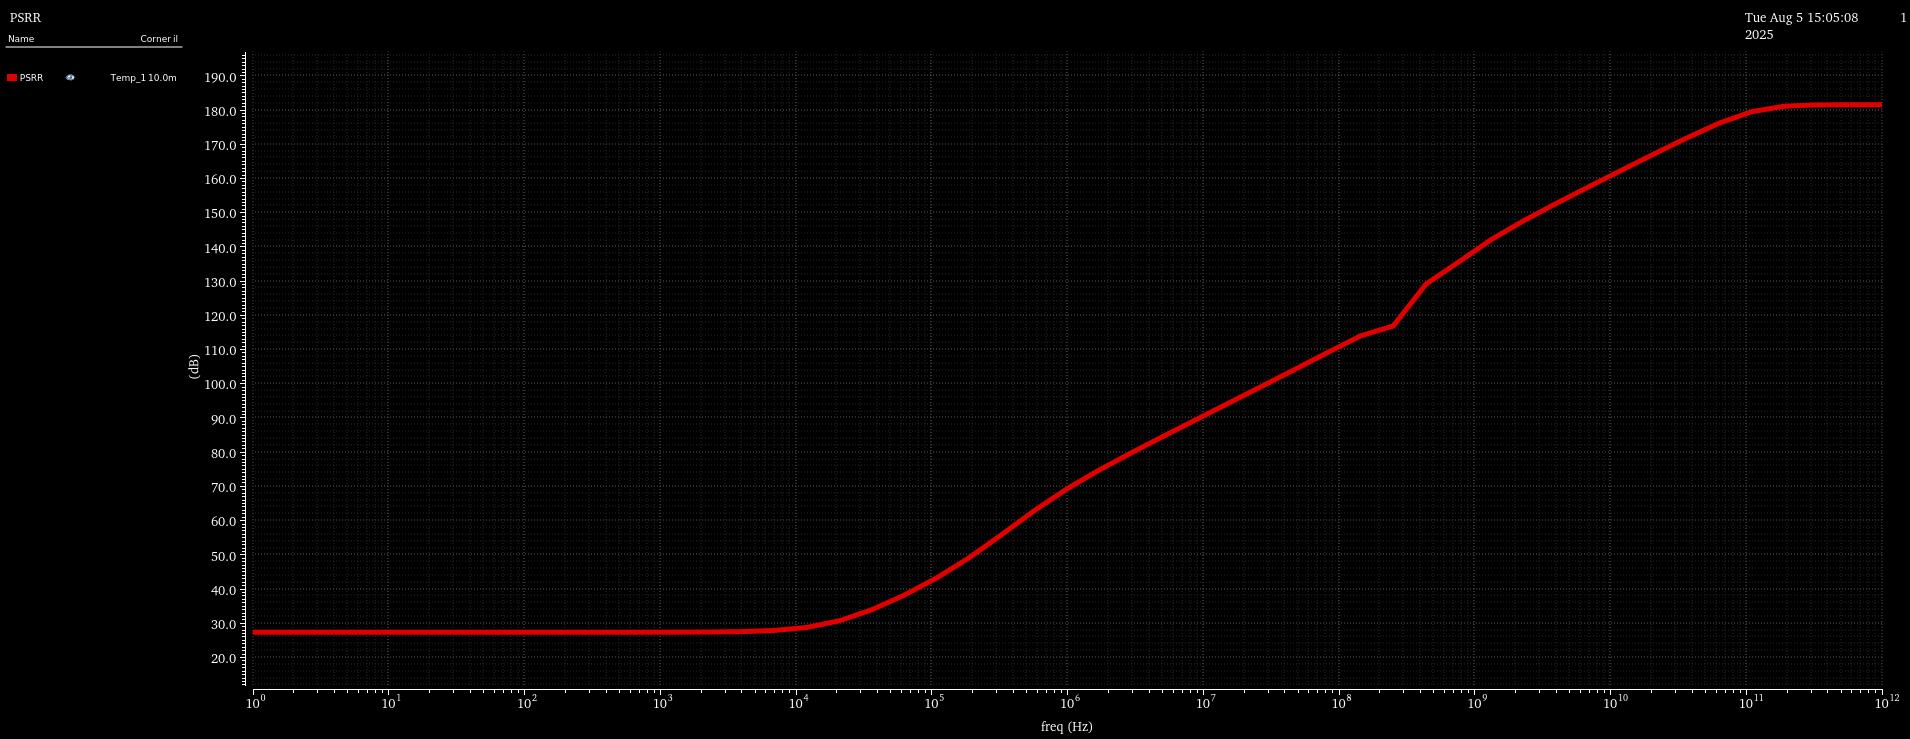 PSRR
Tue Aug 5 15:05:08 1
2025
Name Corner il
PSRR Temp_1 10.0m
190.0
180.0
170.0
160.0
150.0
140.0
130.0
120.0
110.0
100.0
90.0
80.0
70.0
60.0
50.0
40.0
30.0
20.0
(dB)
10⁰ 10¹ 10² 10³ 10⁴ 10⁵ 10⁶ 10⁷ 10⁸ 10⁹ 10¹⁰ 10¹¹ 10¹²
freq (Hz)